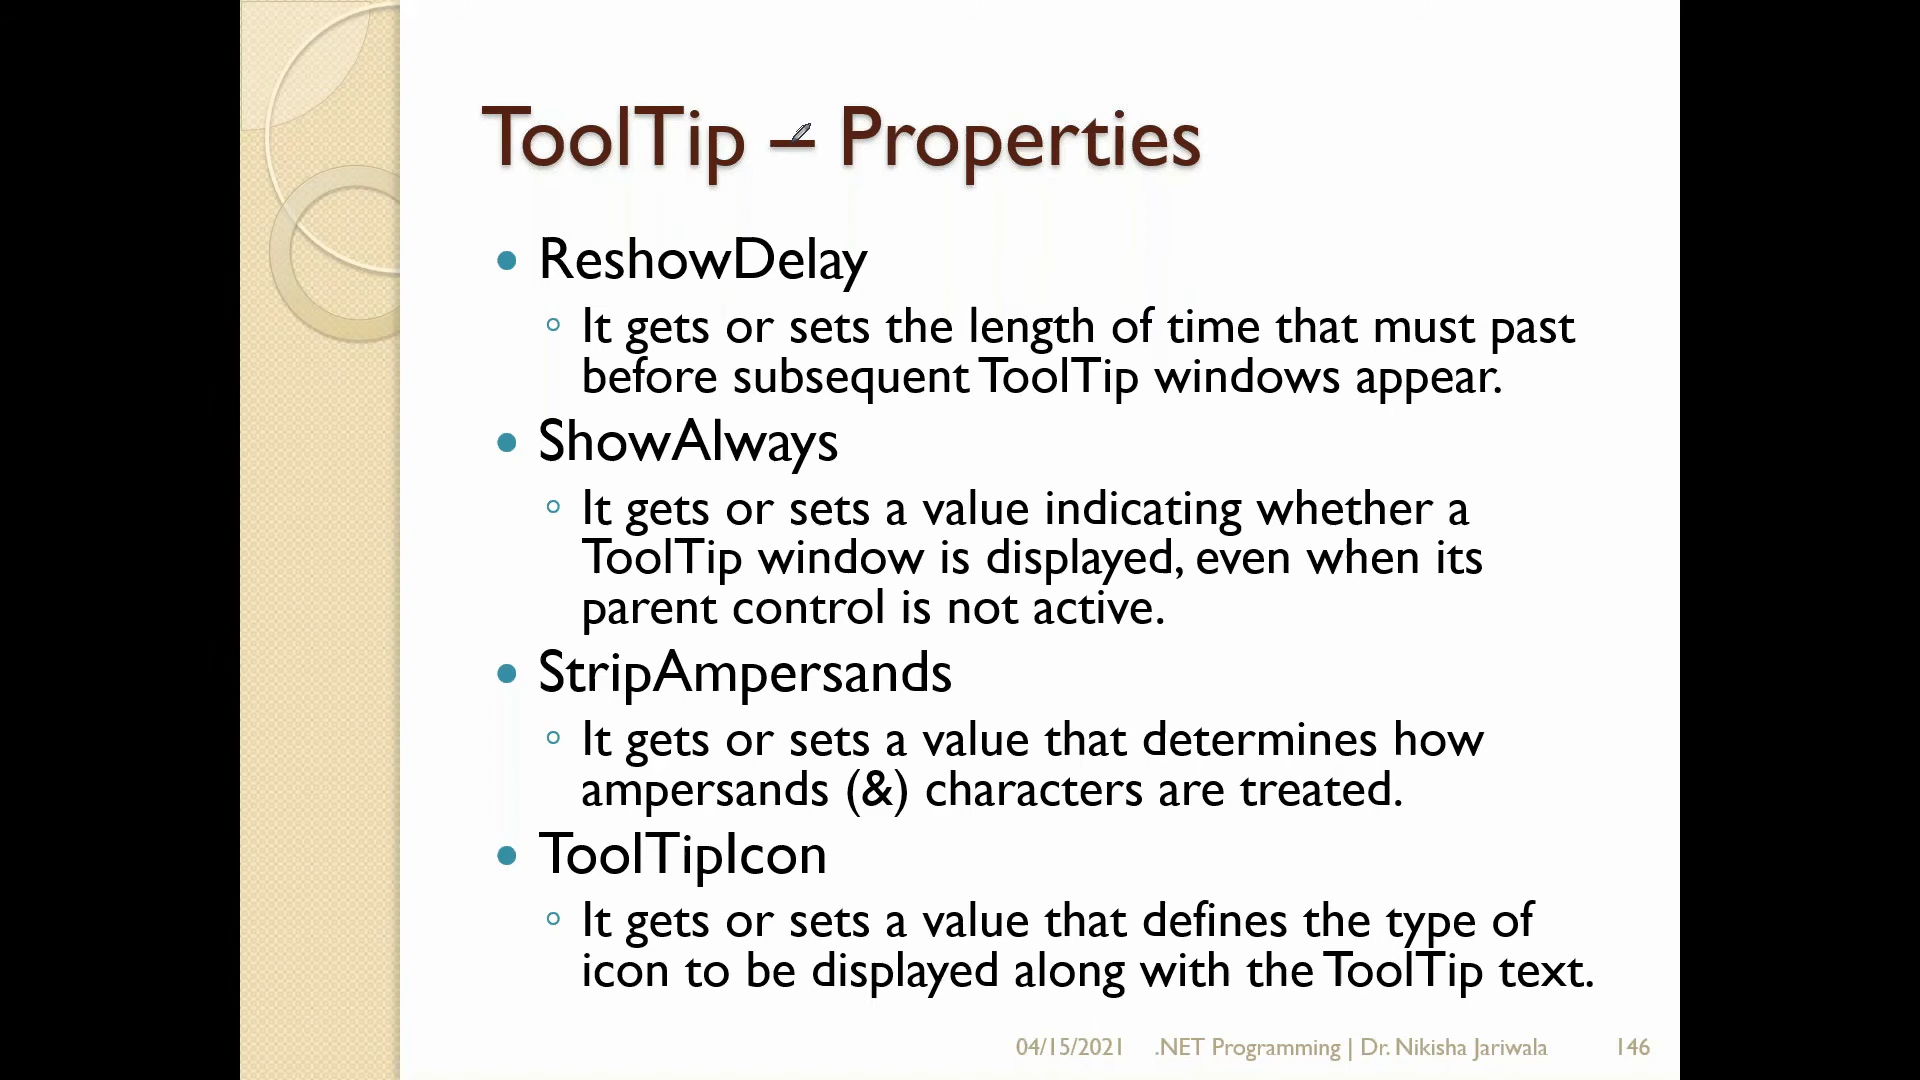 ToolTip – Properties
• ReshowDelay
◦ It gets or sets the length of time that must past
before subsequent ToolTip windows appear.
• ShowAlways
◦ It gets or sets a value indicating whether a
ToolTip window is displayed, even when its
parent control is not active.
• StripAmpersands
◦ It gets or sets a value that determines how
ampersands (&) characters are treated.
• ToolTipIcon
◦ It gets or sets a value that defines the type of
icon to be displayed along with the ToolTip text.
04/15/2021 .NET Programming | Dr. Nikisha Jariwala 146